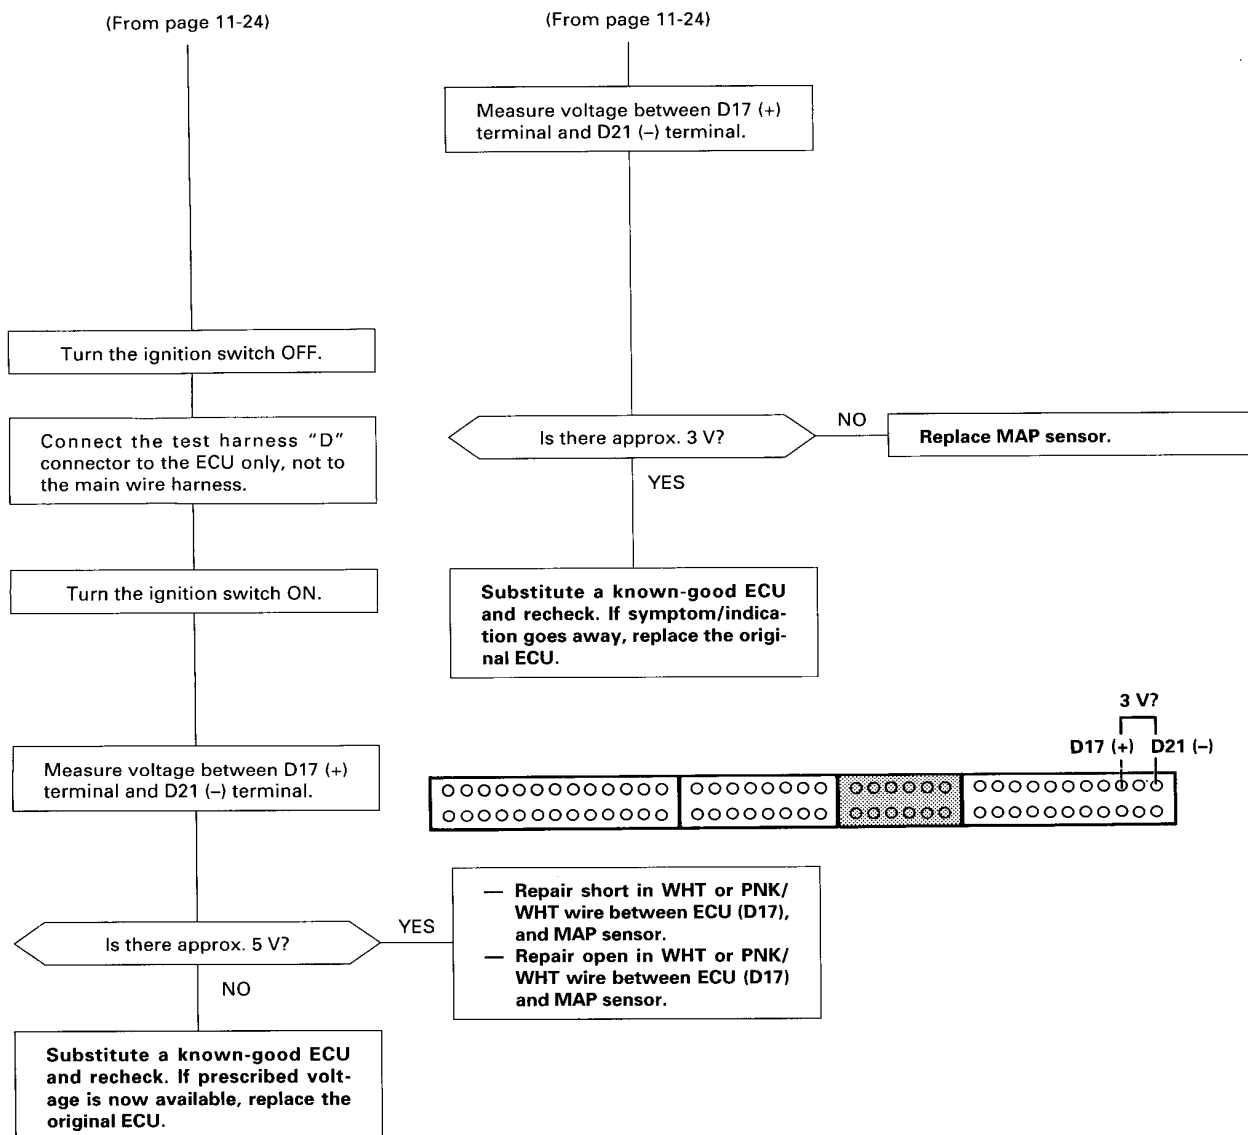 (From page 11-24)
Turn the ignition switch OFF.
Connect the test harness “D”
connector to the ECU only, not to
the main wire harness.
Turn the ignition switch ON.
Measure voltage between D17 (+)
terminal and D21 (–) terminal.
Is there approx. 5 V?
YES
— Repair short in WHT or PNK/
WHT wire between ECU (D17),
and MAP sensor.
— Repair open in WHT or PNK/
WHT wire between ECU (D17)
and MAP sensor.
NO
Substitute a known-good ECU
and recheck. If prescribed volt-
age is now available, replace the
original ECU.
(From page 11-24)
Measure voltage between D17 (+)
terminal and D21 (–) terminal.
Is there approx. 3 V?
NO
Replace MAP sensor.
YES
Substitute a known-good ECU
and recheck. If symptom/indica-
tion goes away, replace the origi-
nal ECU.
3 V?
D17 (+) D21 (–)